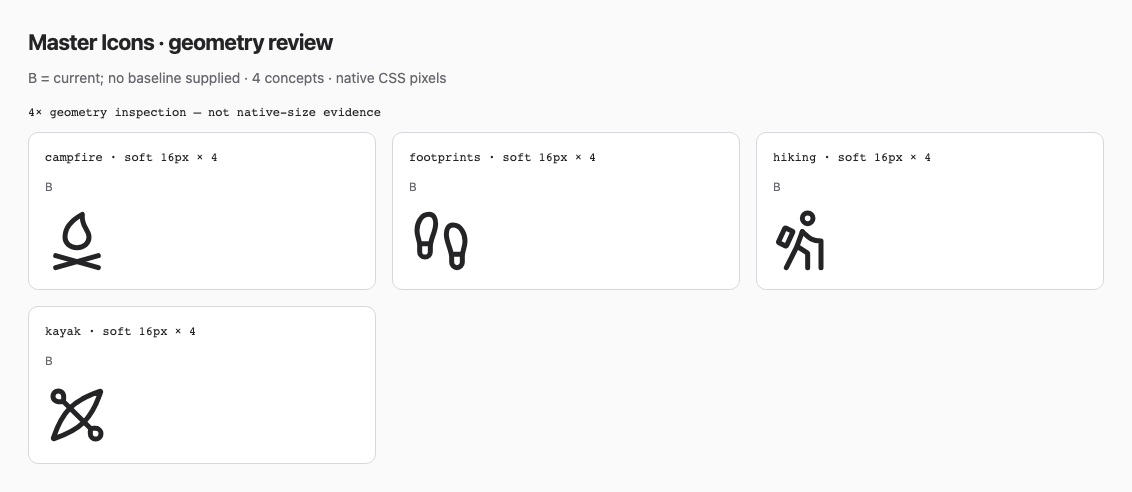 Master Icons · geometry review
B = current; no baseline supplied · 4 concepts · native CSS pixels
4× geometry inspection — not native-size evidence
campfire · soft 16px × 4
B
footprints · soft 16px × 4
B
hiking · soft 16px × 4
B
kayak · soft 16px × 4
B